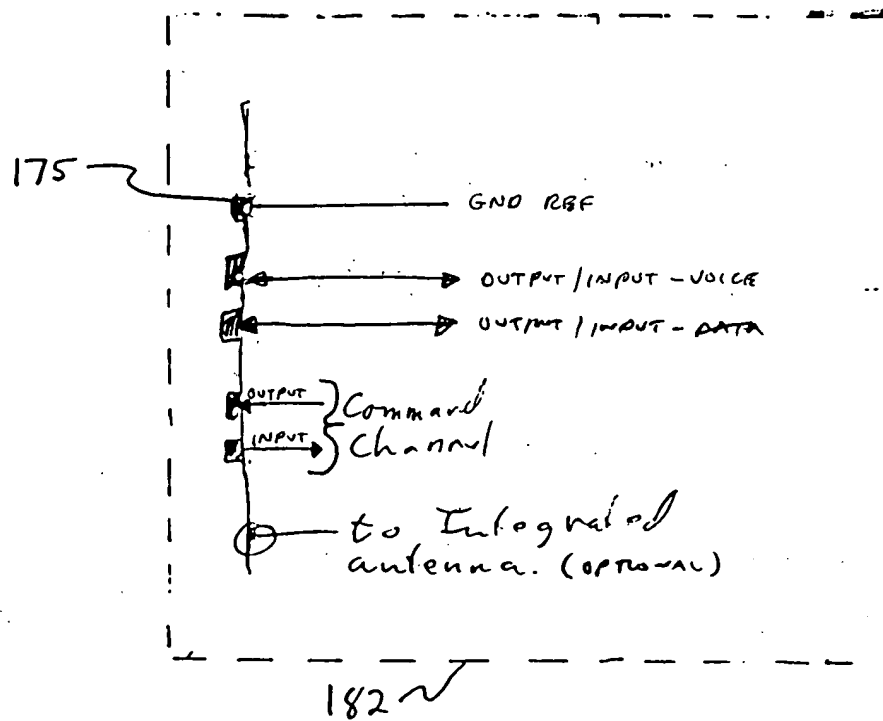 175
GND REF
OUTPUT/INPUT-VOICE
OUTPUT/INPUT-DATA
OUTPUT
INPUT
Command
Channel
to Integrated
antenna. (OPTIONAL)
182